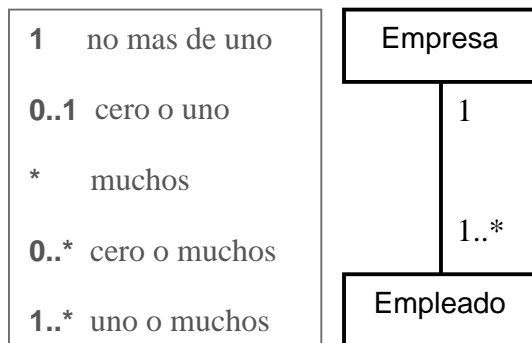 1 no mas de uno
0..1 cero o uno
* muchos
0..* cero o muchos
1..* uno o muchos
Empresa
1
1..*
Empleado